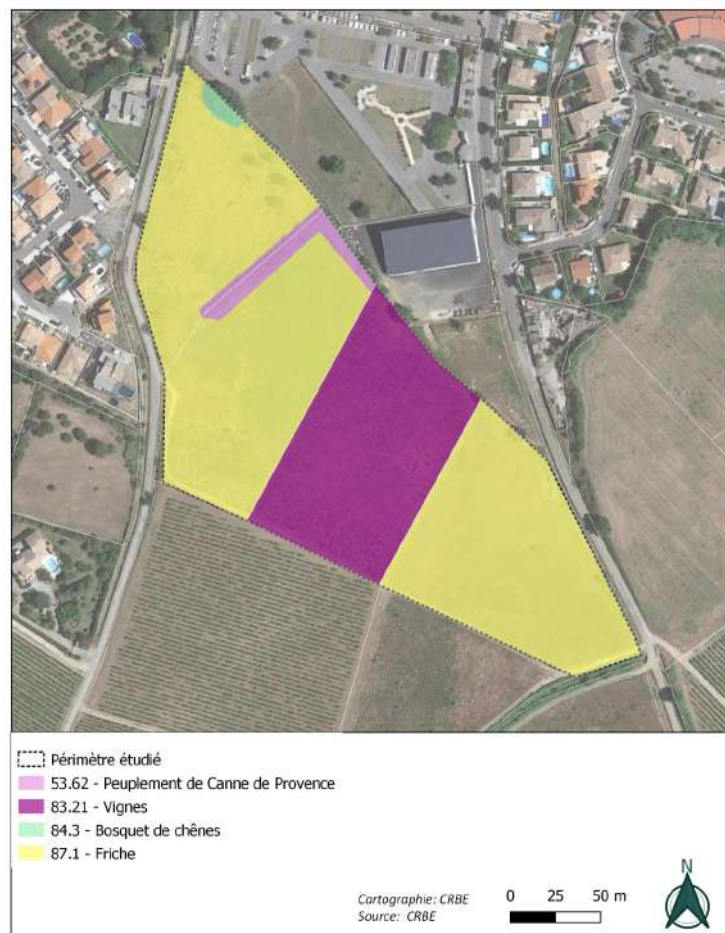 Périmètre étudié
53.62 - Peuplement de Canne de Provence
83.21 - Vignes
84.3 - Bosquet de chênes
87.1 - Friche
Cartographie: CRBE
Source: CRBE
0 25 50 m
N